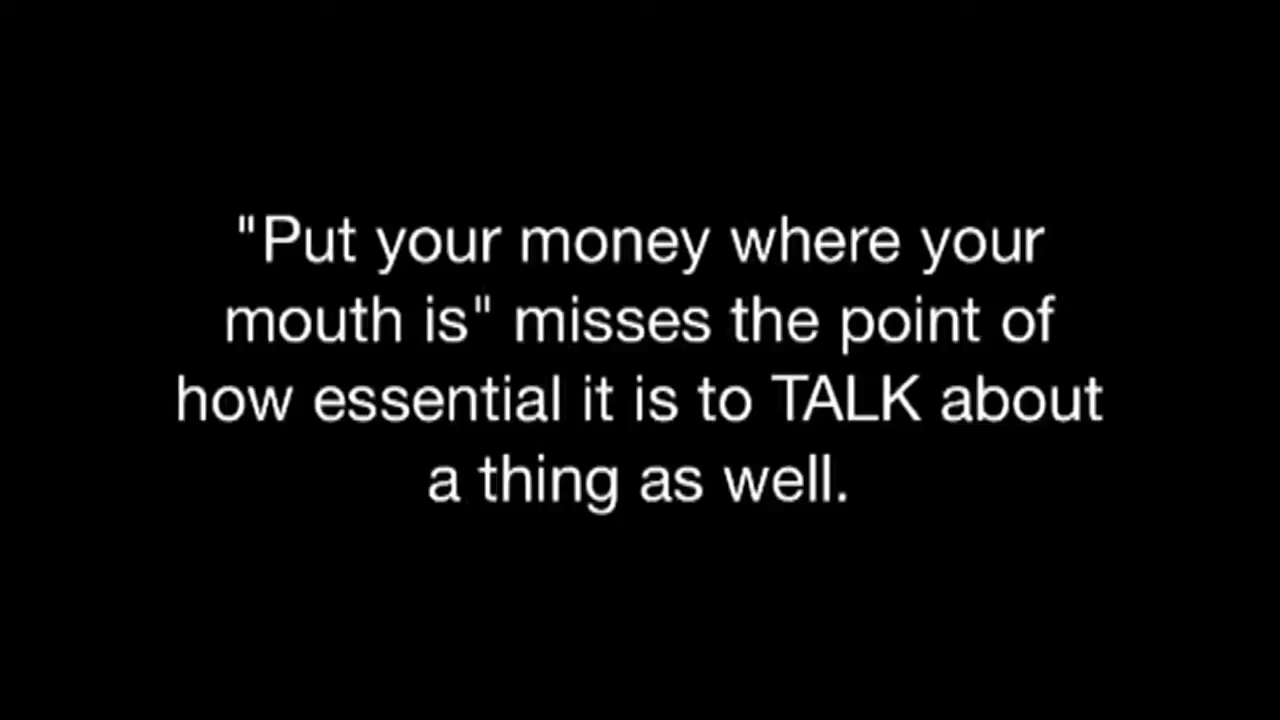 "Put your money where your
mouth is" misses the point of
how essential it is to TALK about
a thing as well.